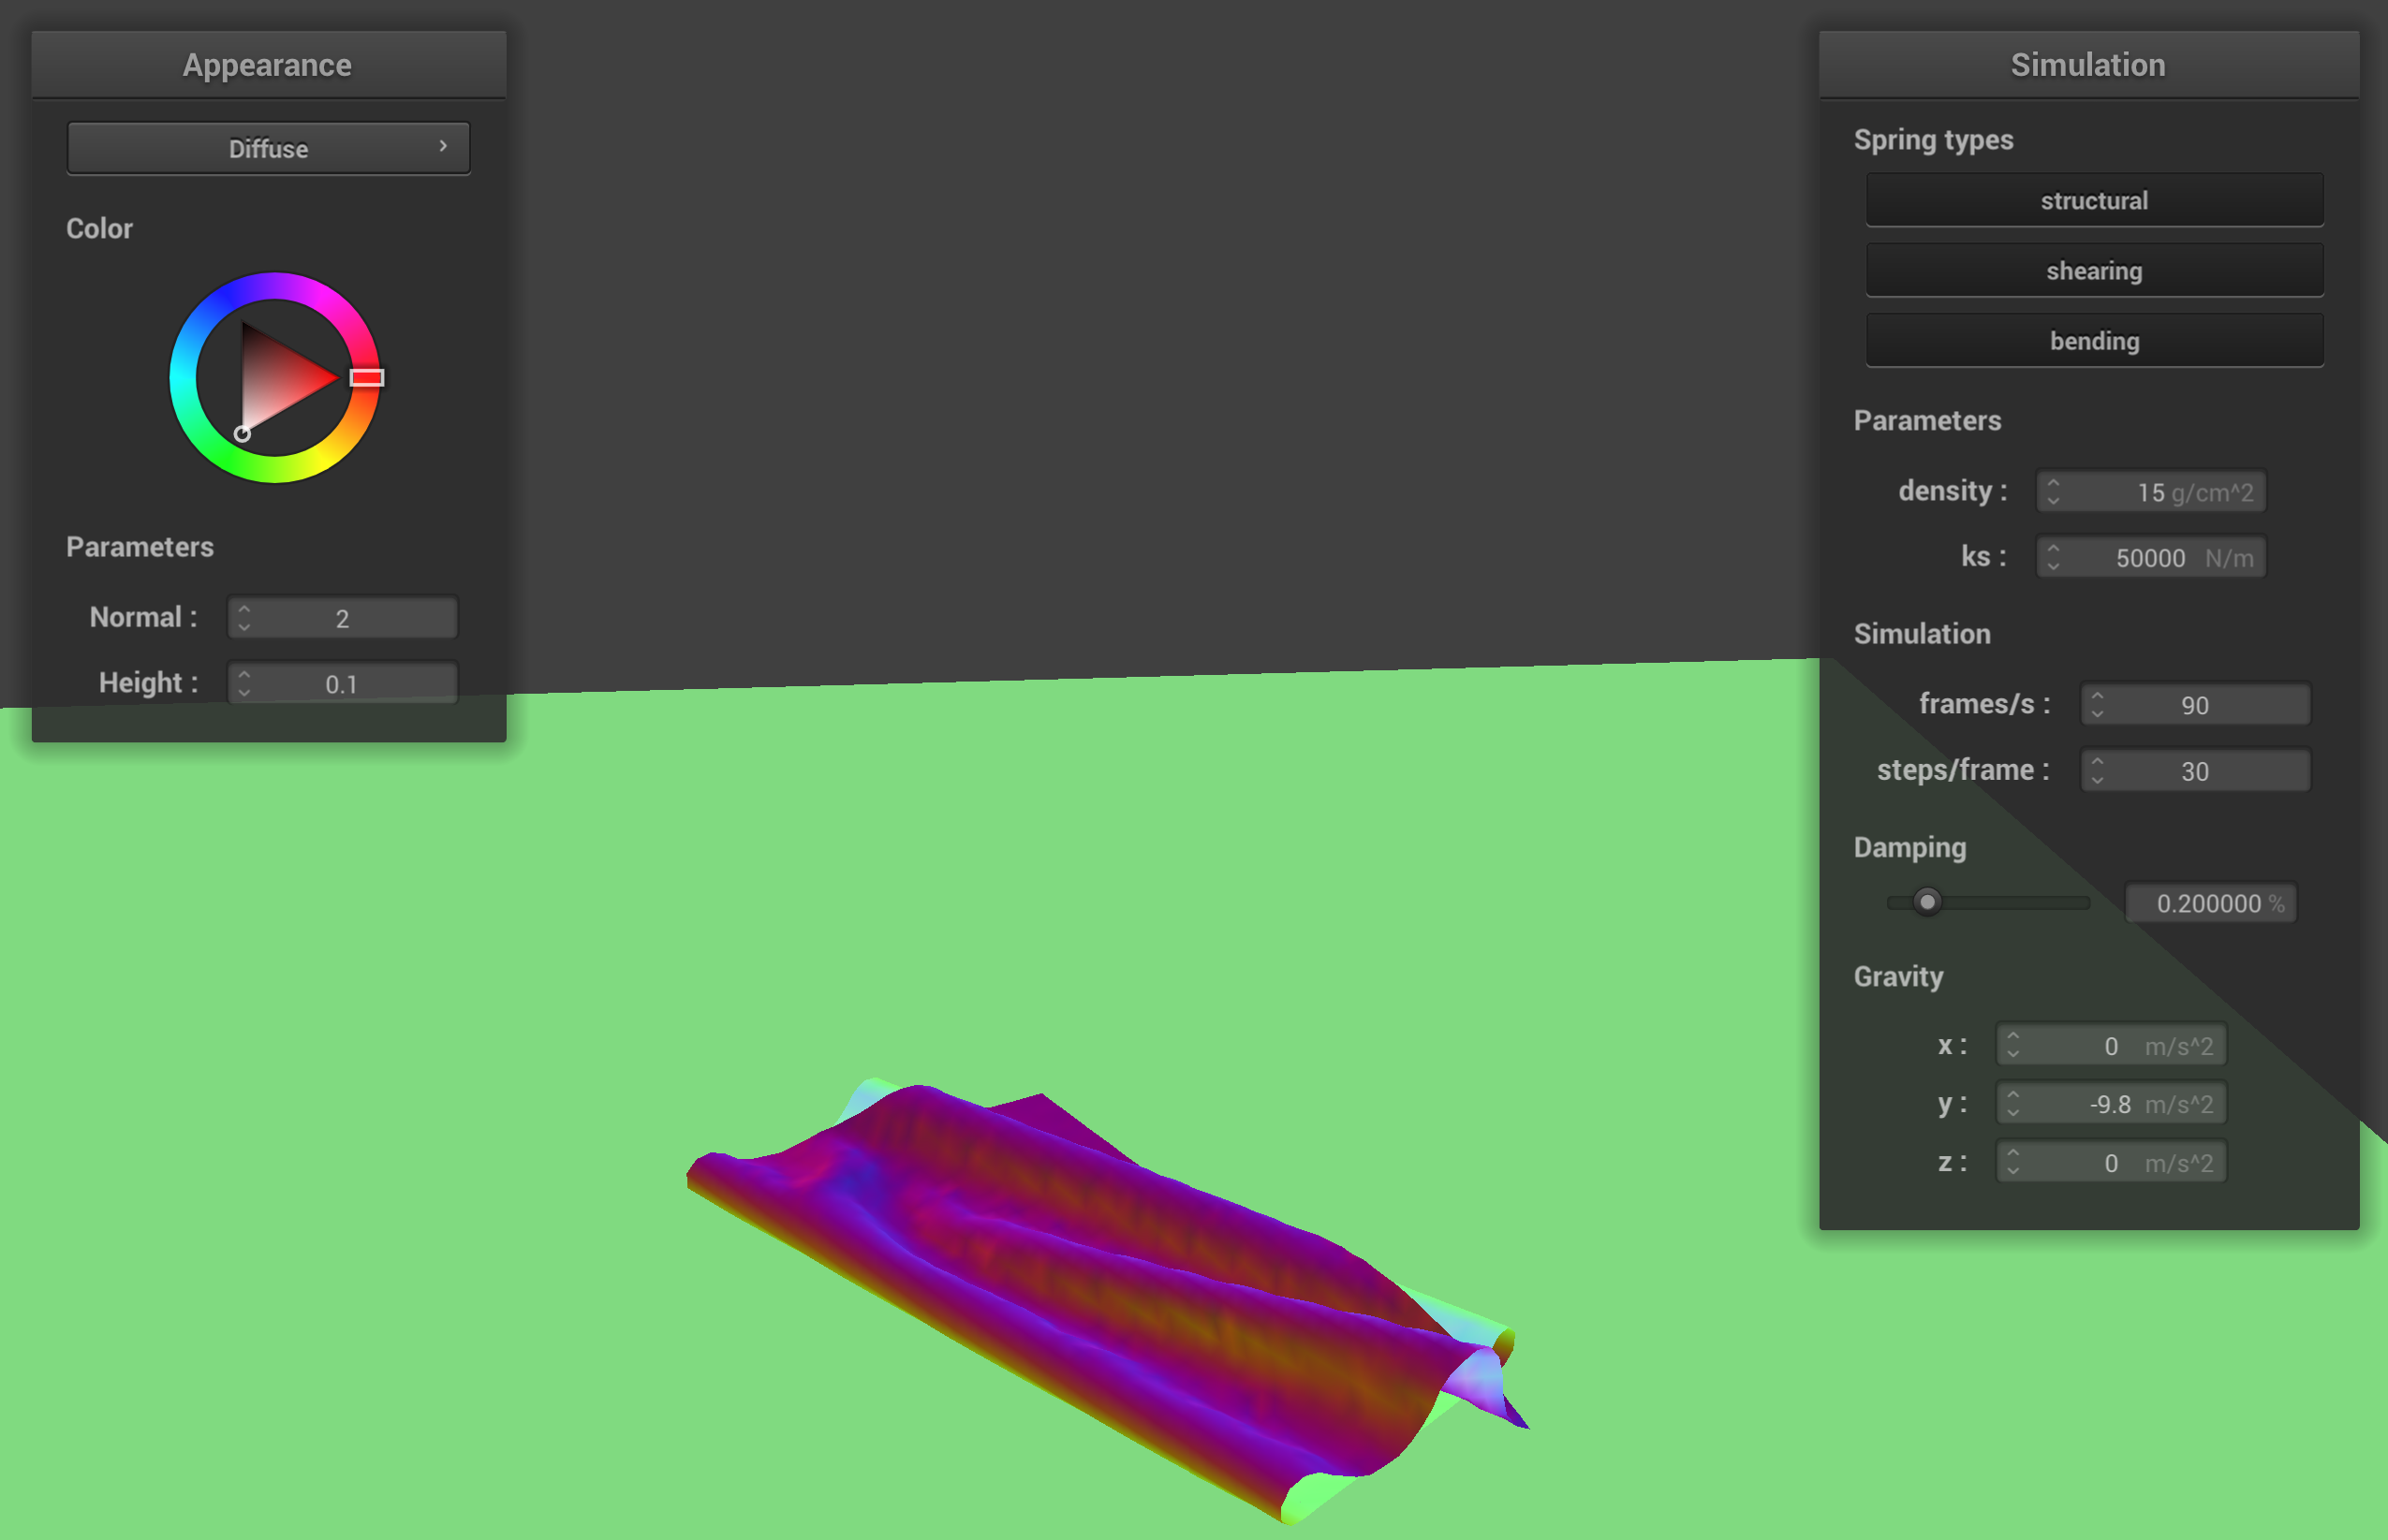 Appearance
Diffuse
Color
Parameters
Normal : 2
Height : 0.1
Simulation
Spring types
structural
shearing
bending
Parameters
density : 15 g/cm^2
ks : 50000 N/m
Simulation
frames/s : 90
steps/frame : 30
Damping
0.200000 %
Gravity
x : 0 m/s^2
y : -9.8 m/s^2
z : 0 m/s^2